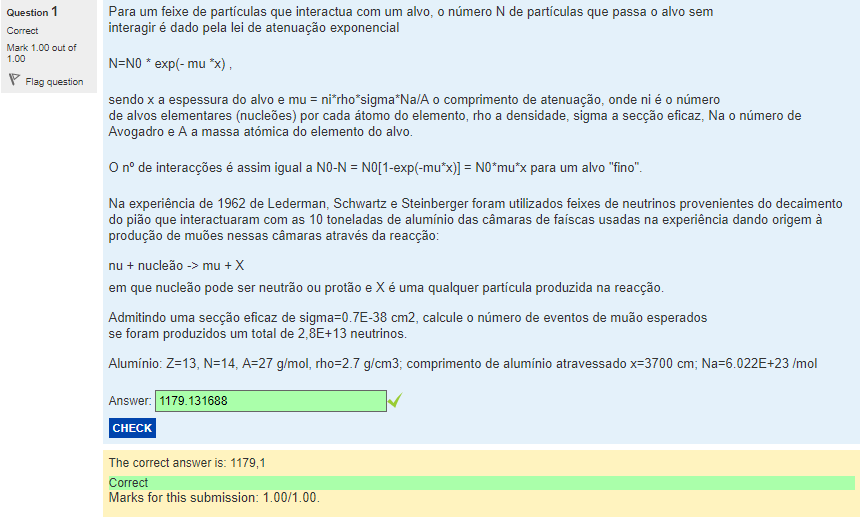 Question 1
Correct
Mark 1.00 out of
1.00
Flag question
Para um feixe de partículas que interactua com um alvo, o número N de partículas que passa o alvo sem
interagir é dado pela lei de atenuação exponencial
N=N0 * exp(- mu *x) ,
sendo x a espessura do alvo e mu = ni*rho*sigma*Na/A o comprimento de atenuação, onde ni é o número
de alvos elementares (nucleões) por cada átomo do elemento, rho a densidade, sigma a secção eficaz, Na o número de
Avogadro e A a massa atómica do elemento do alvo.
O nº de interacções é assim igual a N0-N = N0[1-exp(-mu*x)] = N0*mu*x para um alvo "fino".
Na experiência de 1962 de Lederman, Schwartz e Steinberger foram utilizados feixes de neutrinos provenientes do decaimento
do pião que interactuaram com as 10 toneladas de alumínio das câmaras de faíscas usadas na experiência dando origem à
produção de muões nessas câmaras através da reacção:
nu + nucleão -> mu + X
em que nucleão pode ser neutrão ou protão e X é uma qualquer partícula produzida na reacção.
Admitindo uma secção eficaz de sigma=0.7E-38 cm2, calcule o número de eventos de muão esperados
se foram produzidos um total de 2,8E+13 neutrinos.
Alumínio: Z=13, N=14, A=27 g/mol, rho=2.7 g/cm3; comprimento de alumínio atravessado x=3700 cm; Na=6.022E+23 /mol
Answer: 1179.131688
CHECK
The correct answer is: 1179,1
Correct
Marks for this submission: 1.00/1.00.